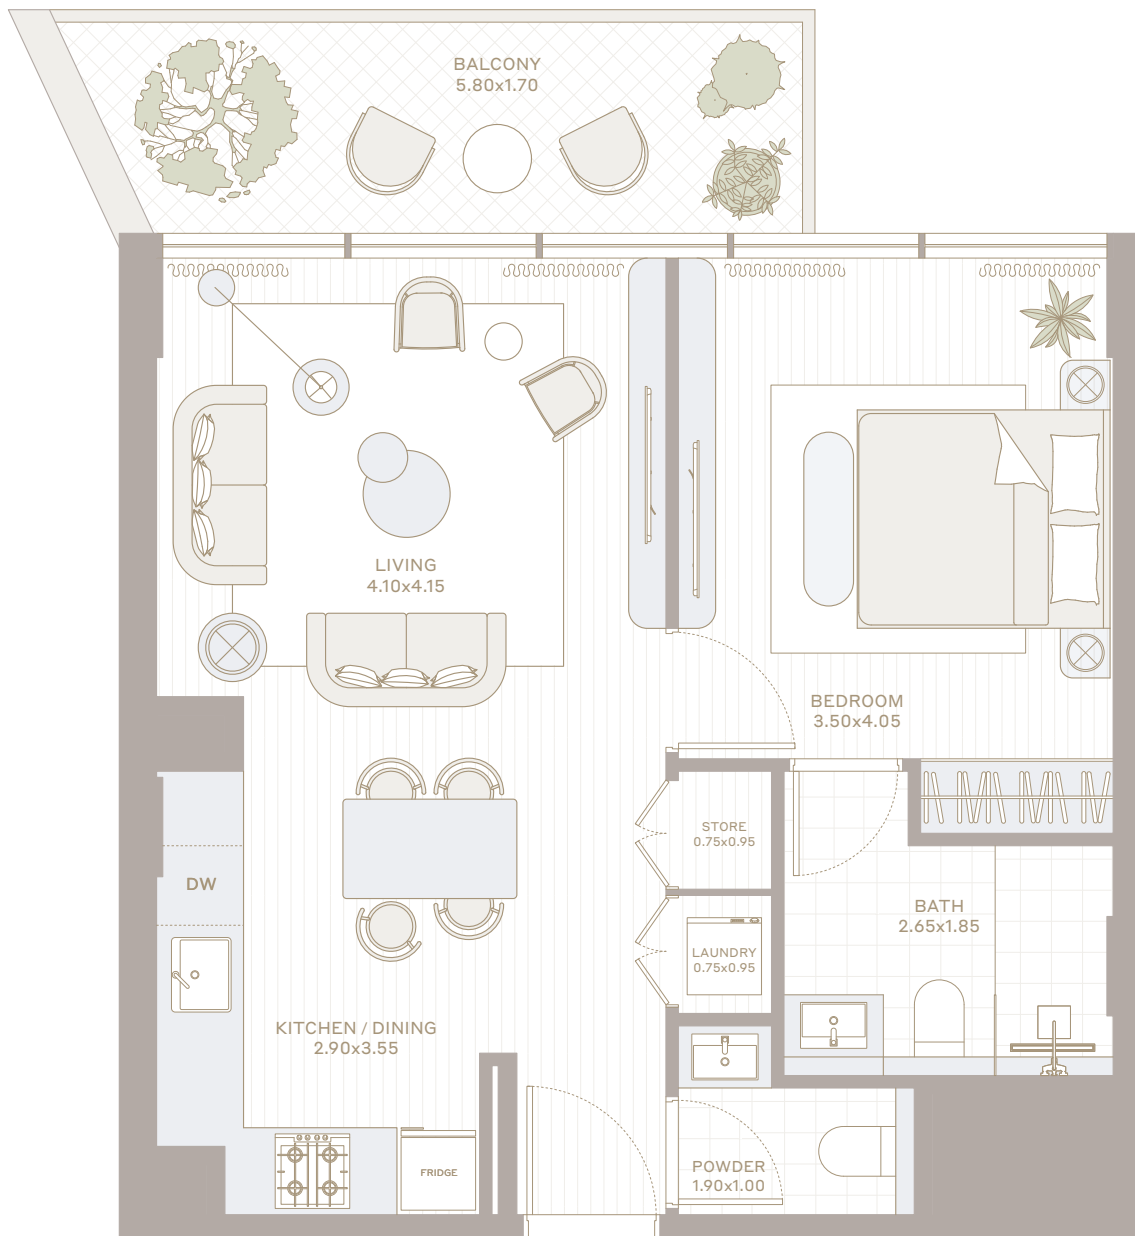 BALCONY
5.80x1.70
LIVING
4.10x4.15
BEDROOM
3.50x4.05
STORE
0.75x0.95
DW
BATH
2.65x1.85
LAUNDRY
0.75x0.95
KITCHEN / DINING
2.90x3.55
POWDER
1.90x1.00
FRIDGE